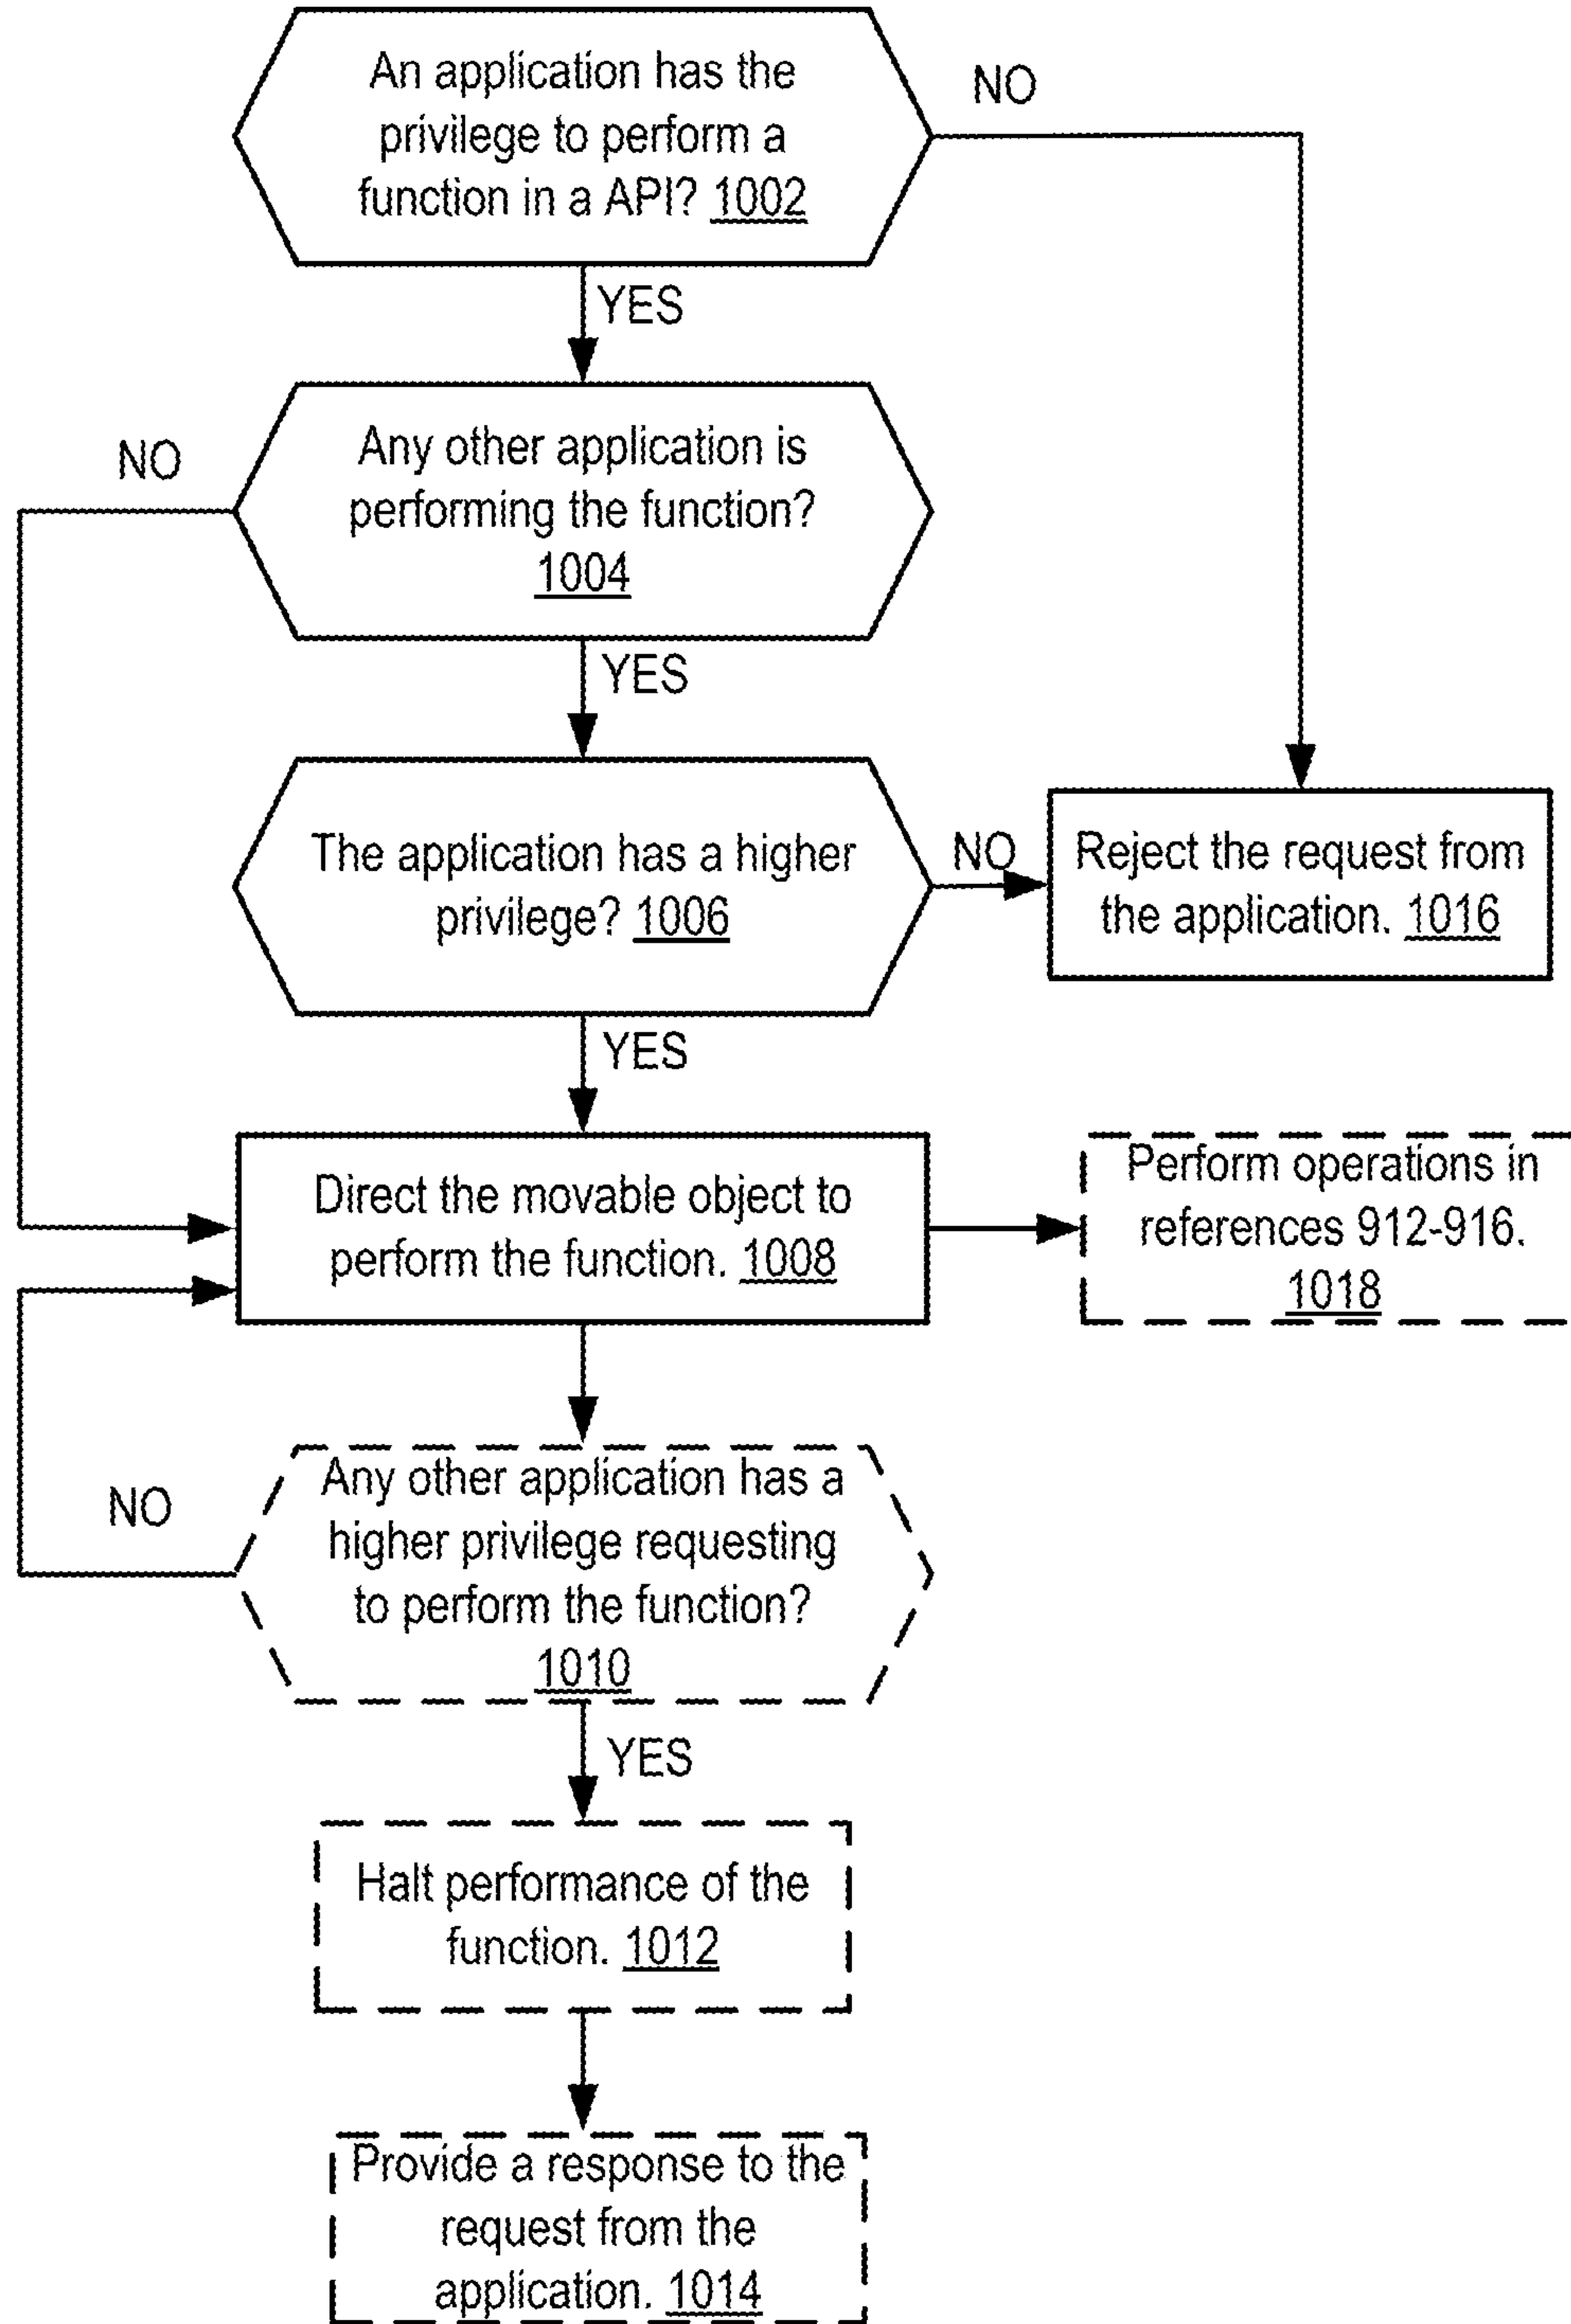 An application has the
privilege to perform a
function in a API? 1002
NO
YES
Any other application is
performing the function?
1004
NO
YES
The application has a higher
privilege? 1006
NO
Reject the request from
the application. 1016
YES
Direct the movable object to
perform the function. 1008
Perform operations in
references 912-916.
1018
Any other application has a
higher privilege requesting
to perform the function?
1010
NO
YES
Halt performance of the
function. 1012
Provide a response to the
request from the
application. 1014